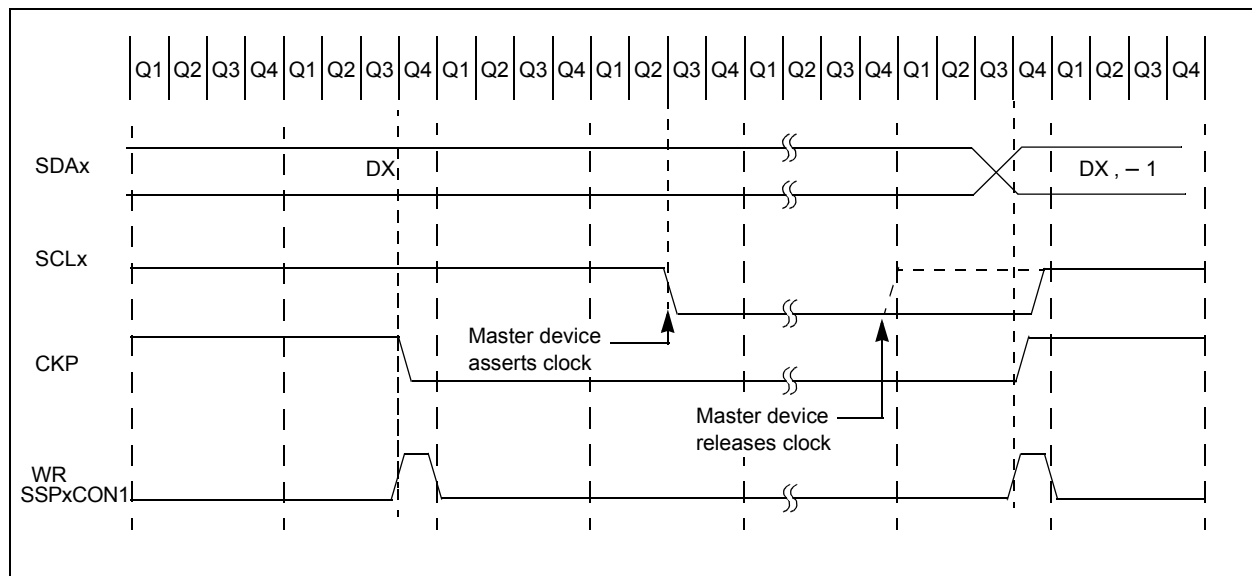 Q1 Q2 Q3 Q4 Q1 Q2 Q3 Q4 Q1 Q2 Q3 Q4 Q1 Q2 Q3 Q4 Q1 Q2 Q3 Q4 Q1 Q2 Q3 Q4 Q1 Q2 Q3 Q4
SDAx
DX
DX , – 1
SCLx
Master device
asserts clock
CKP
Master device
releases clock
WR
SSPxCON1